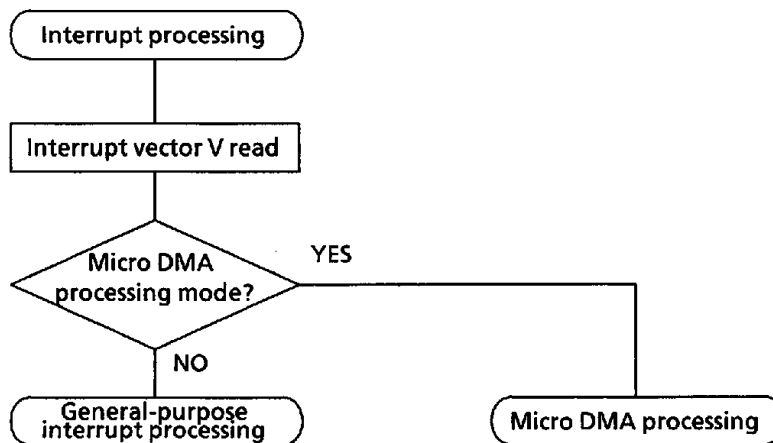 Interrupt processing
Interrupt vector V read
Micro DMA
processing mode?
YES
NO
General-purpose
interrupt processing
Micro DMA processing